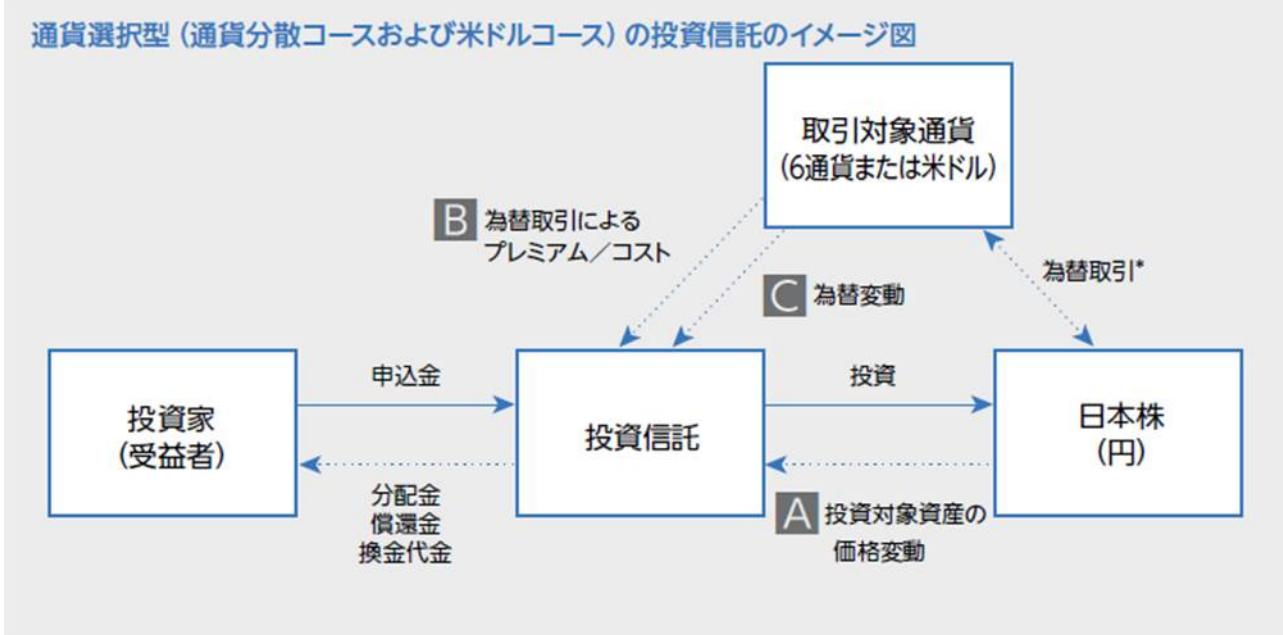 通貨選択型（通貨分散コースおよび米ドルコース）の投資信託のイメージ図
取引対象通貨
（6通貨または米ドル）
B 為替取引による
プレミアム／コスト
C 為替変動
為替取引*
投資家
（受益者）
申込金
分配金
償還金
換金代金
投資信託
投資
A 投資対象資産の
価格変動
日本株
（円）